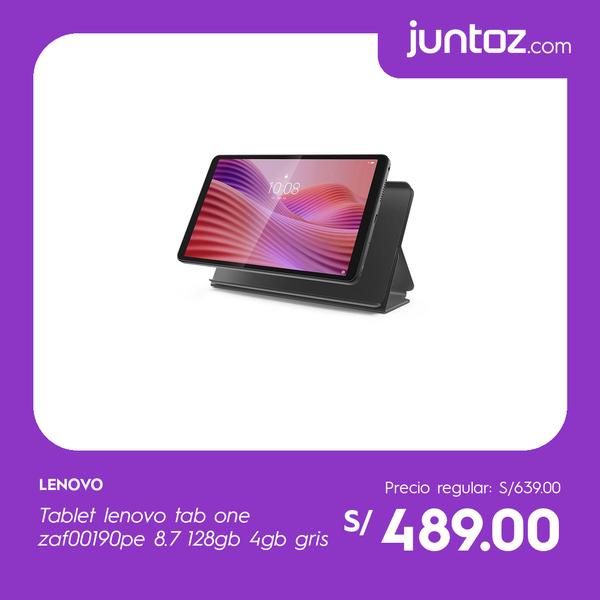 juntoz.com
10:08
LENOVO
Precio regular: S/639.00
Tablet lenovo tab one
zaf00190pe 8.7 128gb 4gb gris
S/ 489.00